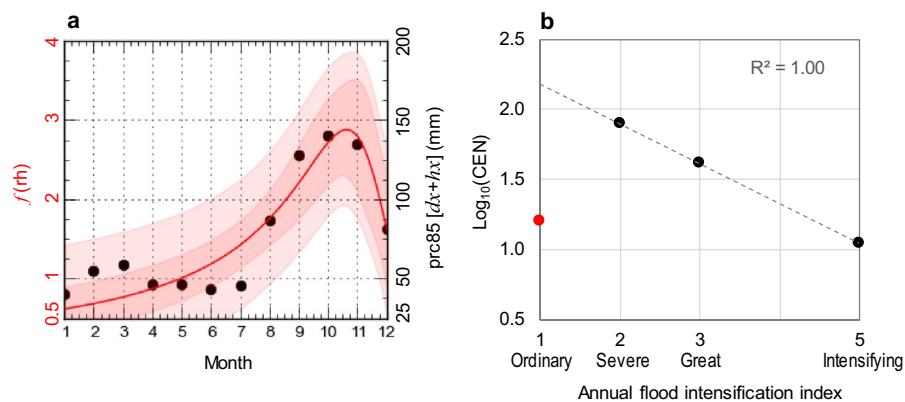 a
4
3
2
1
0.5
f(rh)
200
150
100
50
25
prc85 [dx+hx] (mm)
1 2 3 4 5 6 7 8 9 10 11 12
Month
b
R² = 1.00
2.5
2.0
1.5
1.0
0.5
Log₁₀(CEN)
1 2 3 5
Ordinary Severe Great Intensifying
Annual flood intensification index